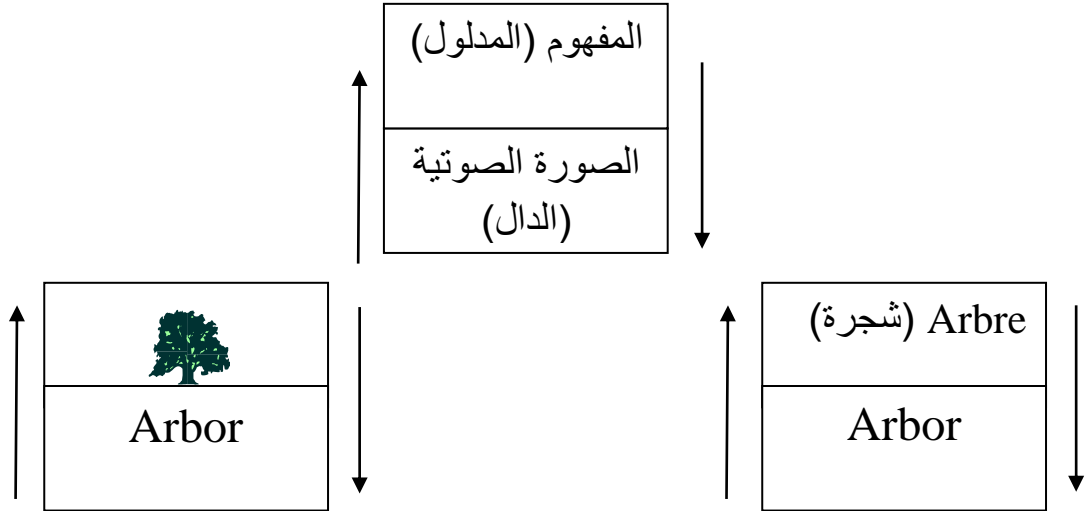 المفهوم (المدلول)
الصورة الصوتية
(الدال)
Arbor
Arbre (شجرة)
Arbor